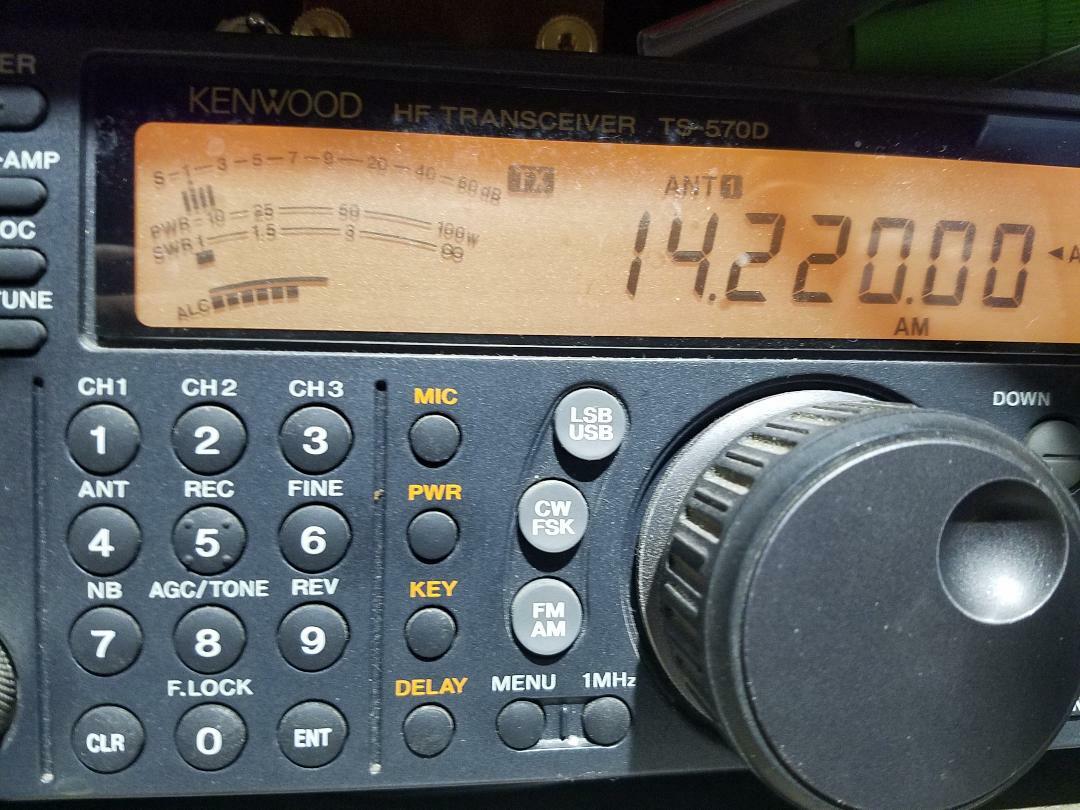 ER
KENWOOD HF TRANSCEIVER TS-570D
-AMP
S-1-3-5-7-9-20-40-60dB
TX
ANT 1
PWR-10 25 50 100W
SWR 1 1.5 3 ∞
14.220.00
◄A
OC
ALC
AM
TUNE
CH1 CH2 CH3 MIC
1 2 3
LSB
USB
DOWN
ANT REC FINE PWR
4 5 6
CW
FSK
NB AGC/TONE REV KEY
7 8 9
FM
AM
F.LOCK DELAY MENU 1MHz
CLR 0 ENT